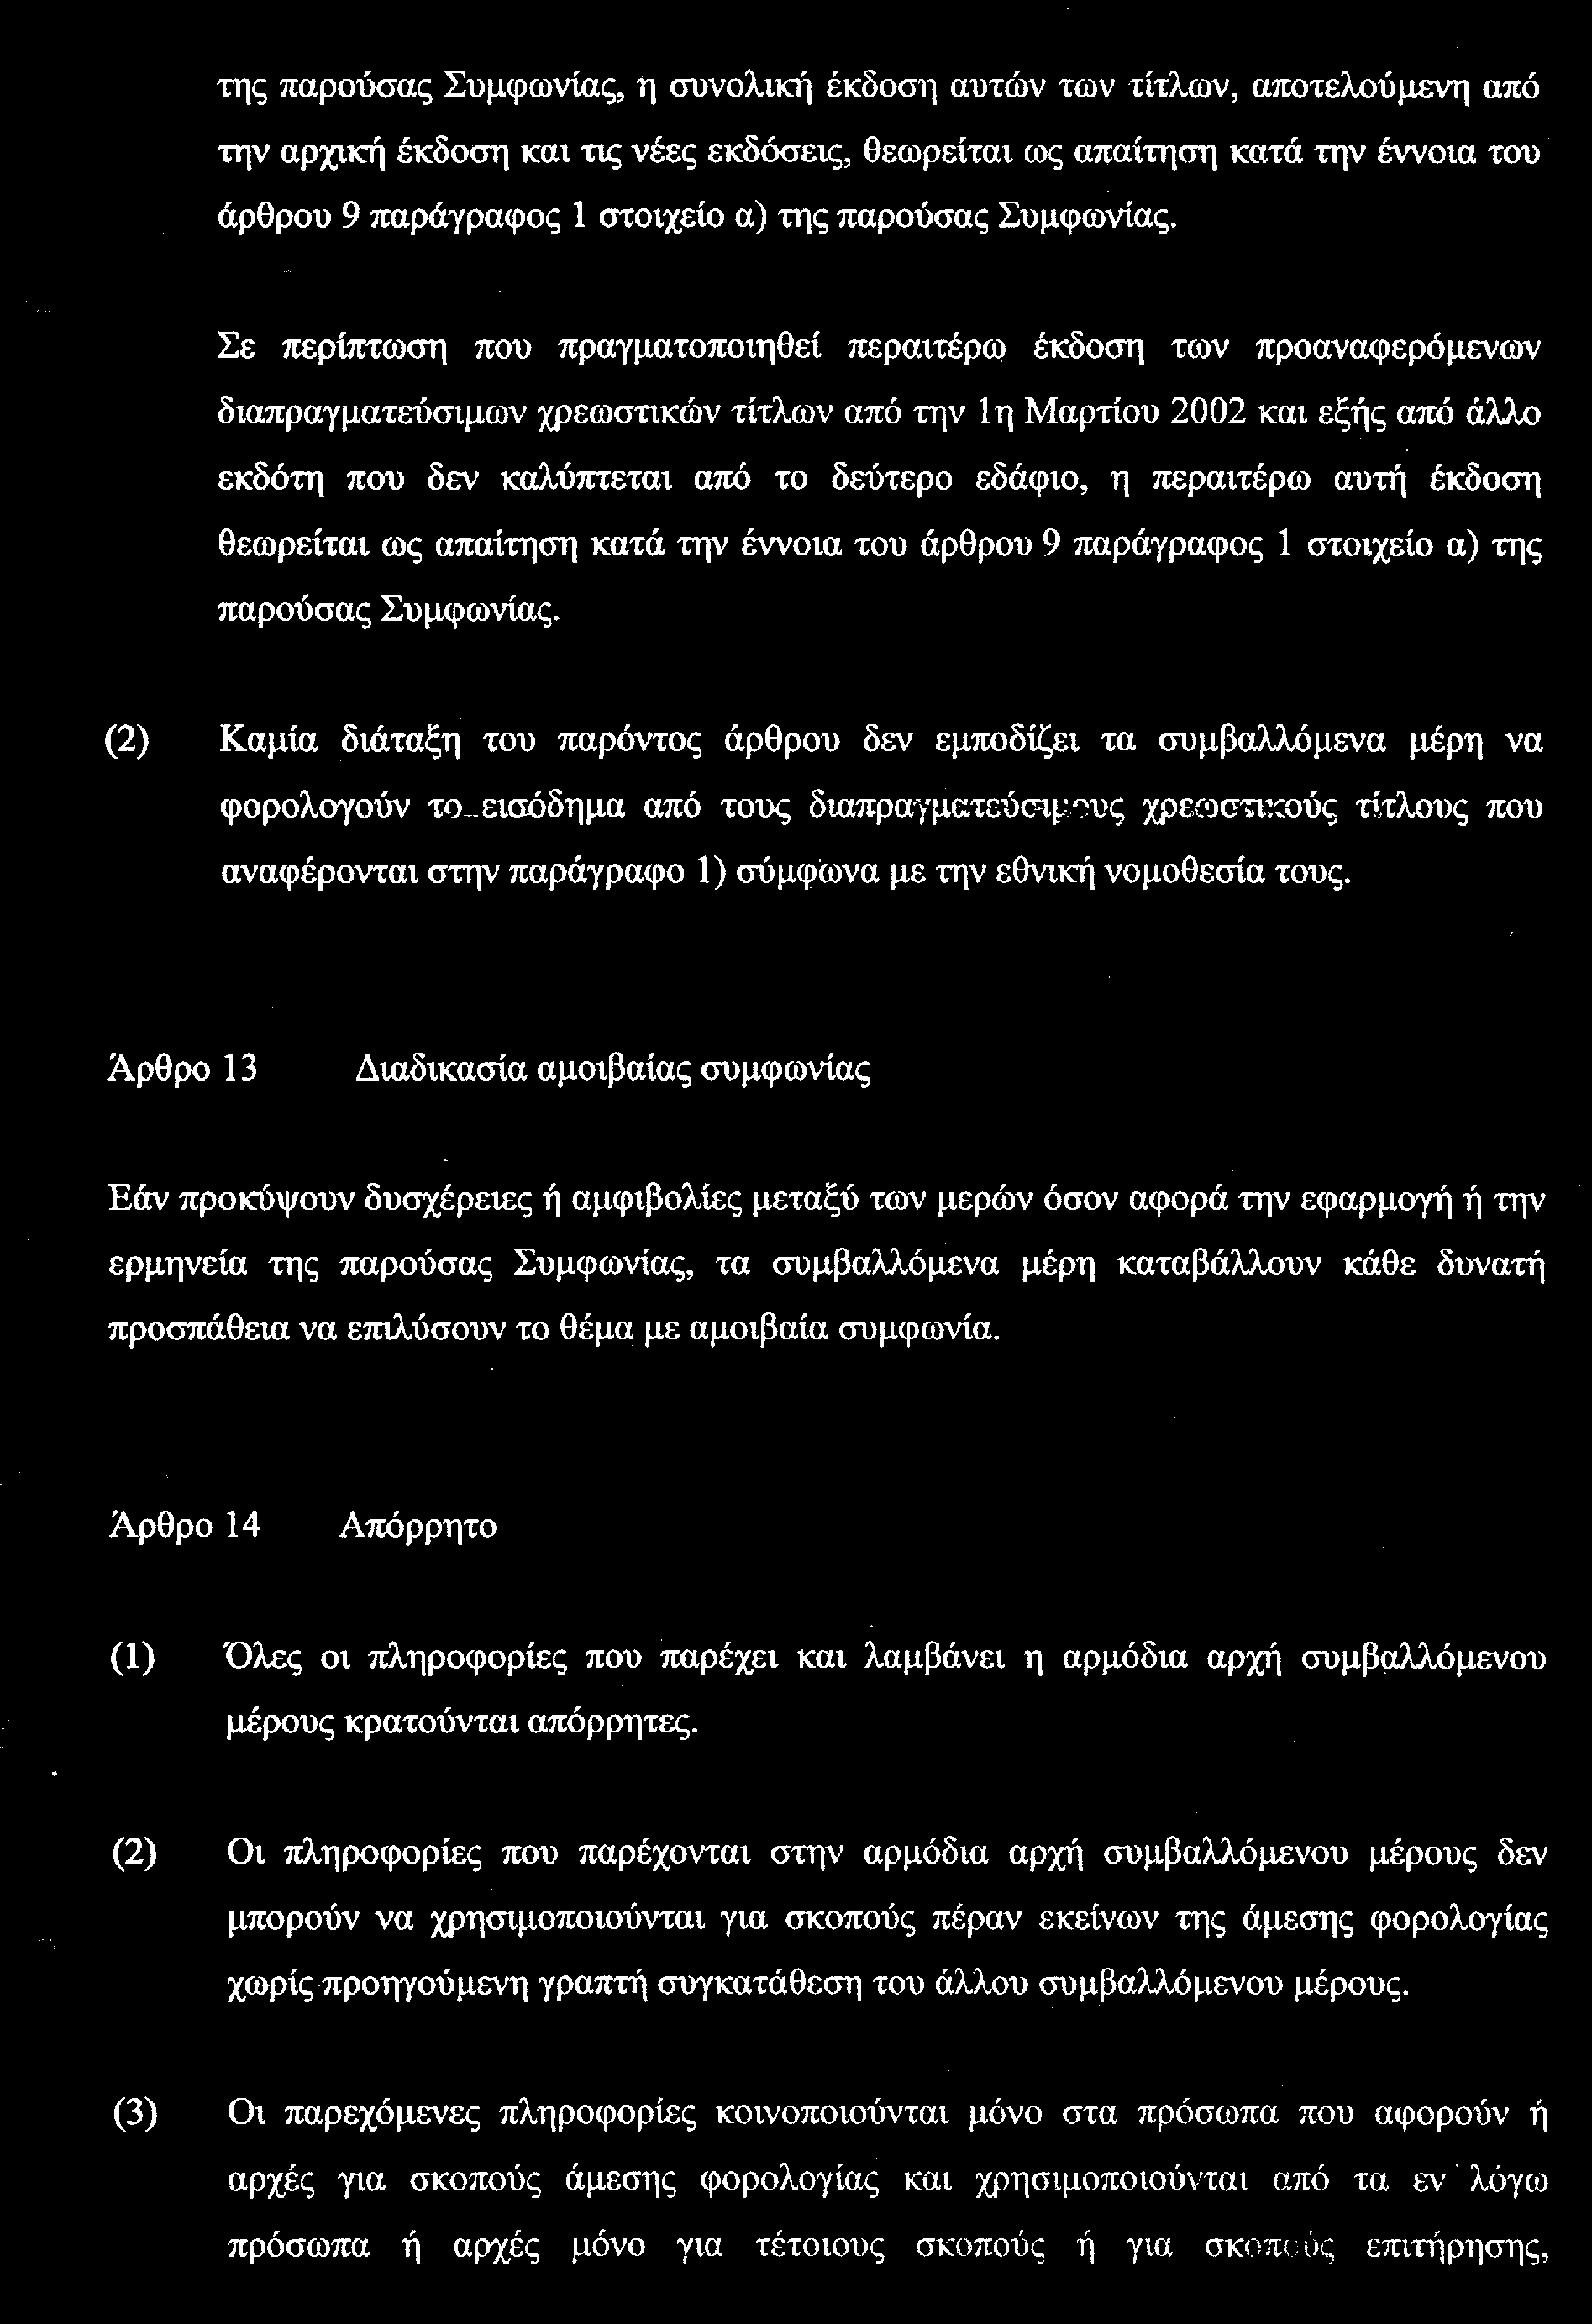 της παρούσας Συμφωνίας, η συνολική έκδοση αυτών των τίτλων, αποτελούμενη από
την αρχική έκδοση και τις νέες εκδόσεις, θεωρείται ως απαίτηση κατά την έννοια του
άρθρου 9 παράγραφος 1 στοιχείο α) της παρούσας Συμφωνίας.
Σε περίπτωση που πραγματοποιηθεί περαιτέρω έκδοση των προαναφερόμενων
διαπραγματεύσιμων χρεωστικών τίτλων από την 1η Μαρτίου 2002 και εξής από άλλο
εκδότη που δεν καλύπτεται από το δεύτερο εδάφιο, η περαιτέρω αυτή έκδοση
θεωρείται ως απαίτηση κατά την έννοια του άρθρου 9 παράγραφος 1 στοιχείο α) της
παρούσας Συμφωνίας.
(2) Καμία διάταξη του παρόντος άρθρου δεν εμποδίζει τα συμβαλλόμενα μέρη να
φορολογούν το εισόδημα από τους διαπραγματεύσιμους χρεωστικούς τίτλους που
αναφέρονται στην παράγραφο 1) σύμφωνα με την εθνική νομοθεσία τους.
Άρθρο 13 Διαδικασία αμοιβαίας συμφωνίας
Εάν προκύψουν δυσχέρειες ή αμφιβολίες μεταξύ των μερών όσον αφορά την εφαρμογή ή την
ερμηνεία της παρούσας Συμφωνίας, τα συμβαλλόμενα μέρη καταβάλλουν κάθε δυνατή
προσπάθεια να επιλύσουν το θέμα με αμοιβαία συμφωνία.
Άρθρο 14 Απόρρητο
(1) Όλες οι πληροφορίες που παρέχει και λαμβάνει η αρμόδια αρχή συμβαλλόμενου
μέρους κρατούνται απόρρητες.
(2) Οι πληροφορίες που παρέχονται στην αρμόδια αρχή συμβαλλόμενου μέρους δεν
μπορούν να χρησιμοποιούνται για σκοπούς πέραν εκείνων της άμεσης φορολογίας
χωρίς προηγούμενη γραπτή συγκατάθεση του άλλου συμβαλλόμενου μέρους.
(3) Οι παρεχόμενες πληροφορίες κοινοποιούνται μόνο στα πρόσωπα που αφορούν ή
αρχές για σκοπούς άμεσης φορολογίας και χρησιμοποιούνται από τα εν λόγω
πρόσωπα ή αρχές μόνο για τέτοιους σκοπούς ή για σκοπούς επιτήρησης,